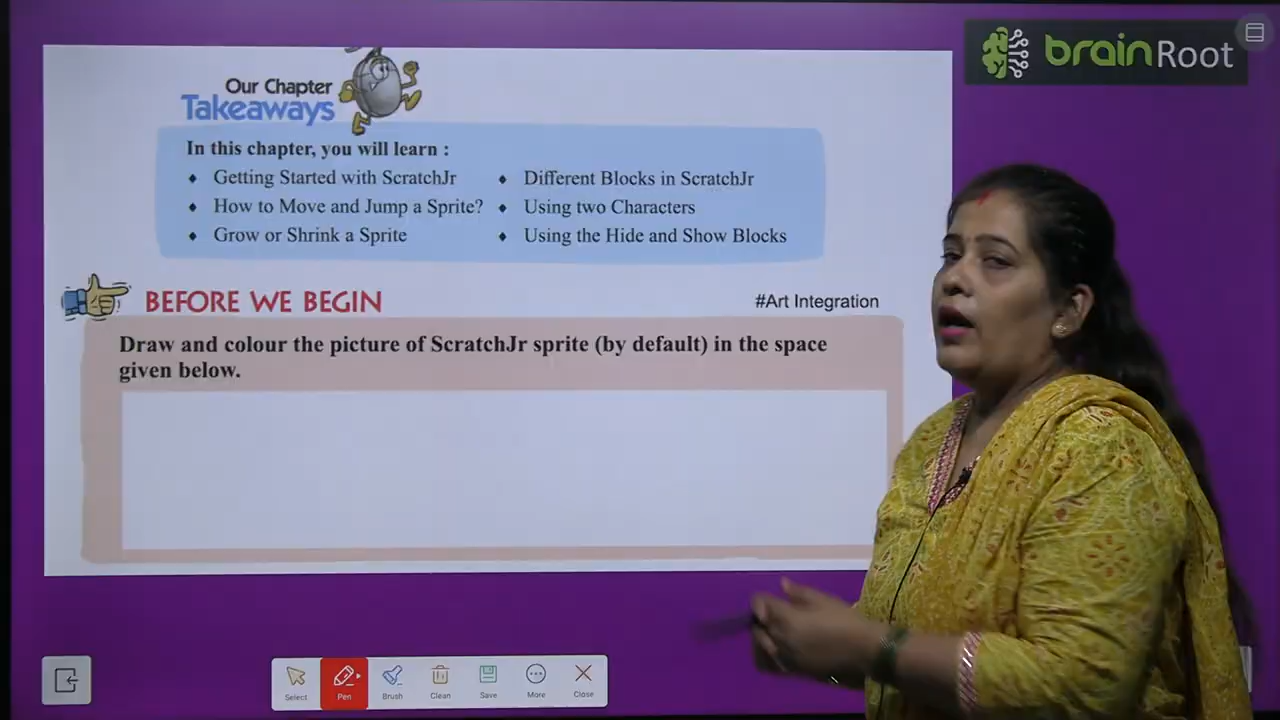 brainRoot
Our Chapter
Takeaways
In this chapter, you will learn :
Getting Started with ScratchJr
How to Move and Jump a Sprite?
Grow or Shrink a Sprite
Different Blocks in ScratchJr
Using two Characters
Using the Hide and Show Blocks
BEFORE WE BEGIN
#Art Integration
Draw and colour the picture of ScratchJr sprite (by default) in the space
given below.
Select
Pen
Brush
Clean
Save
More
Close